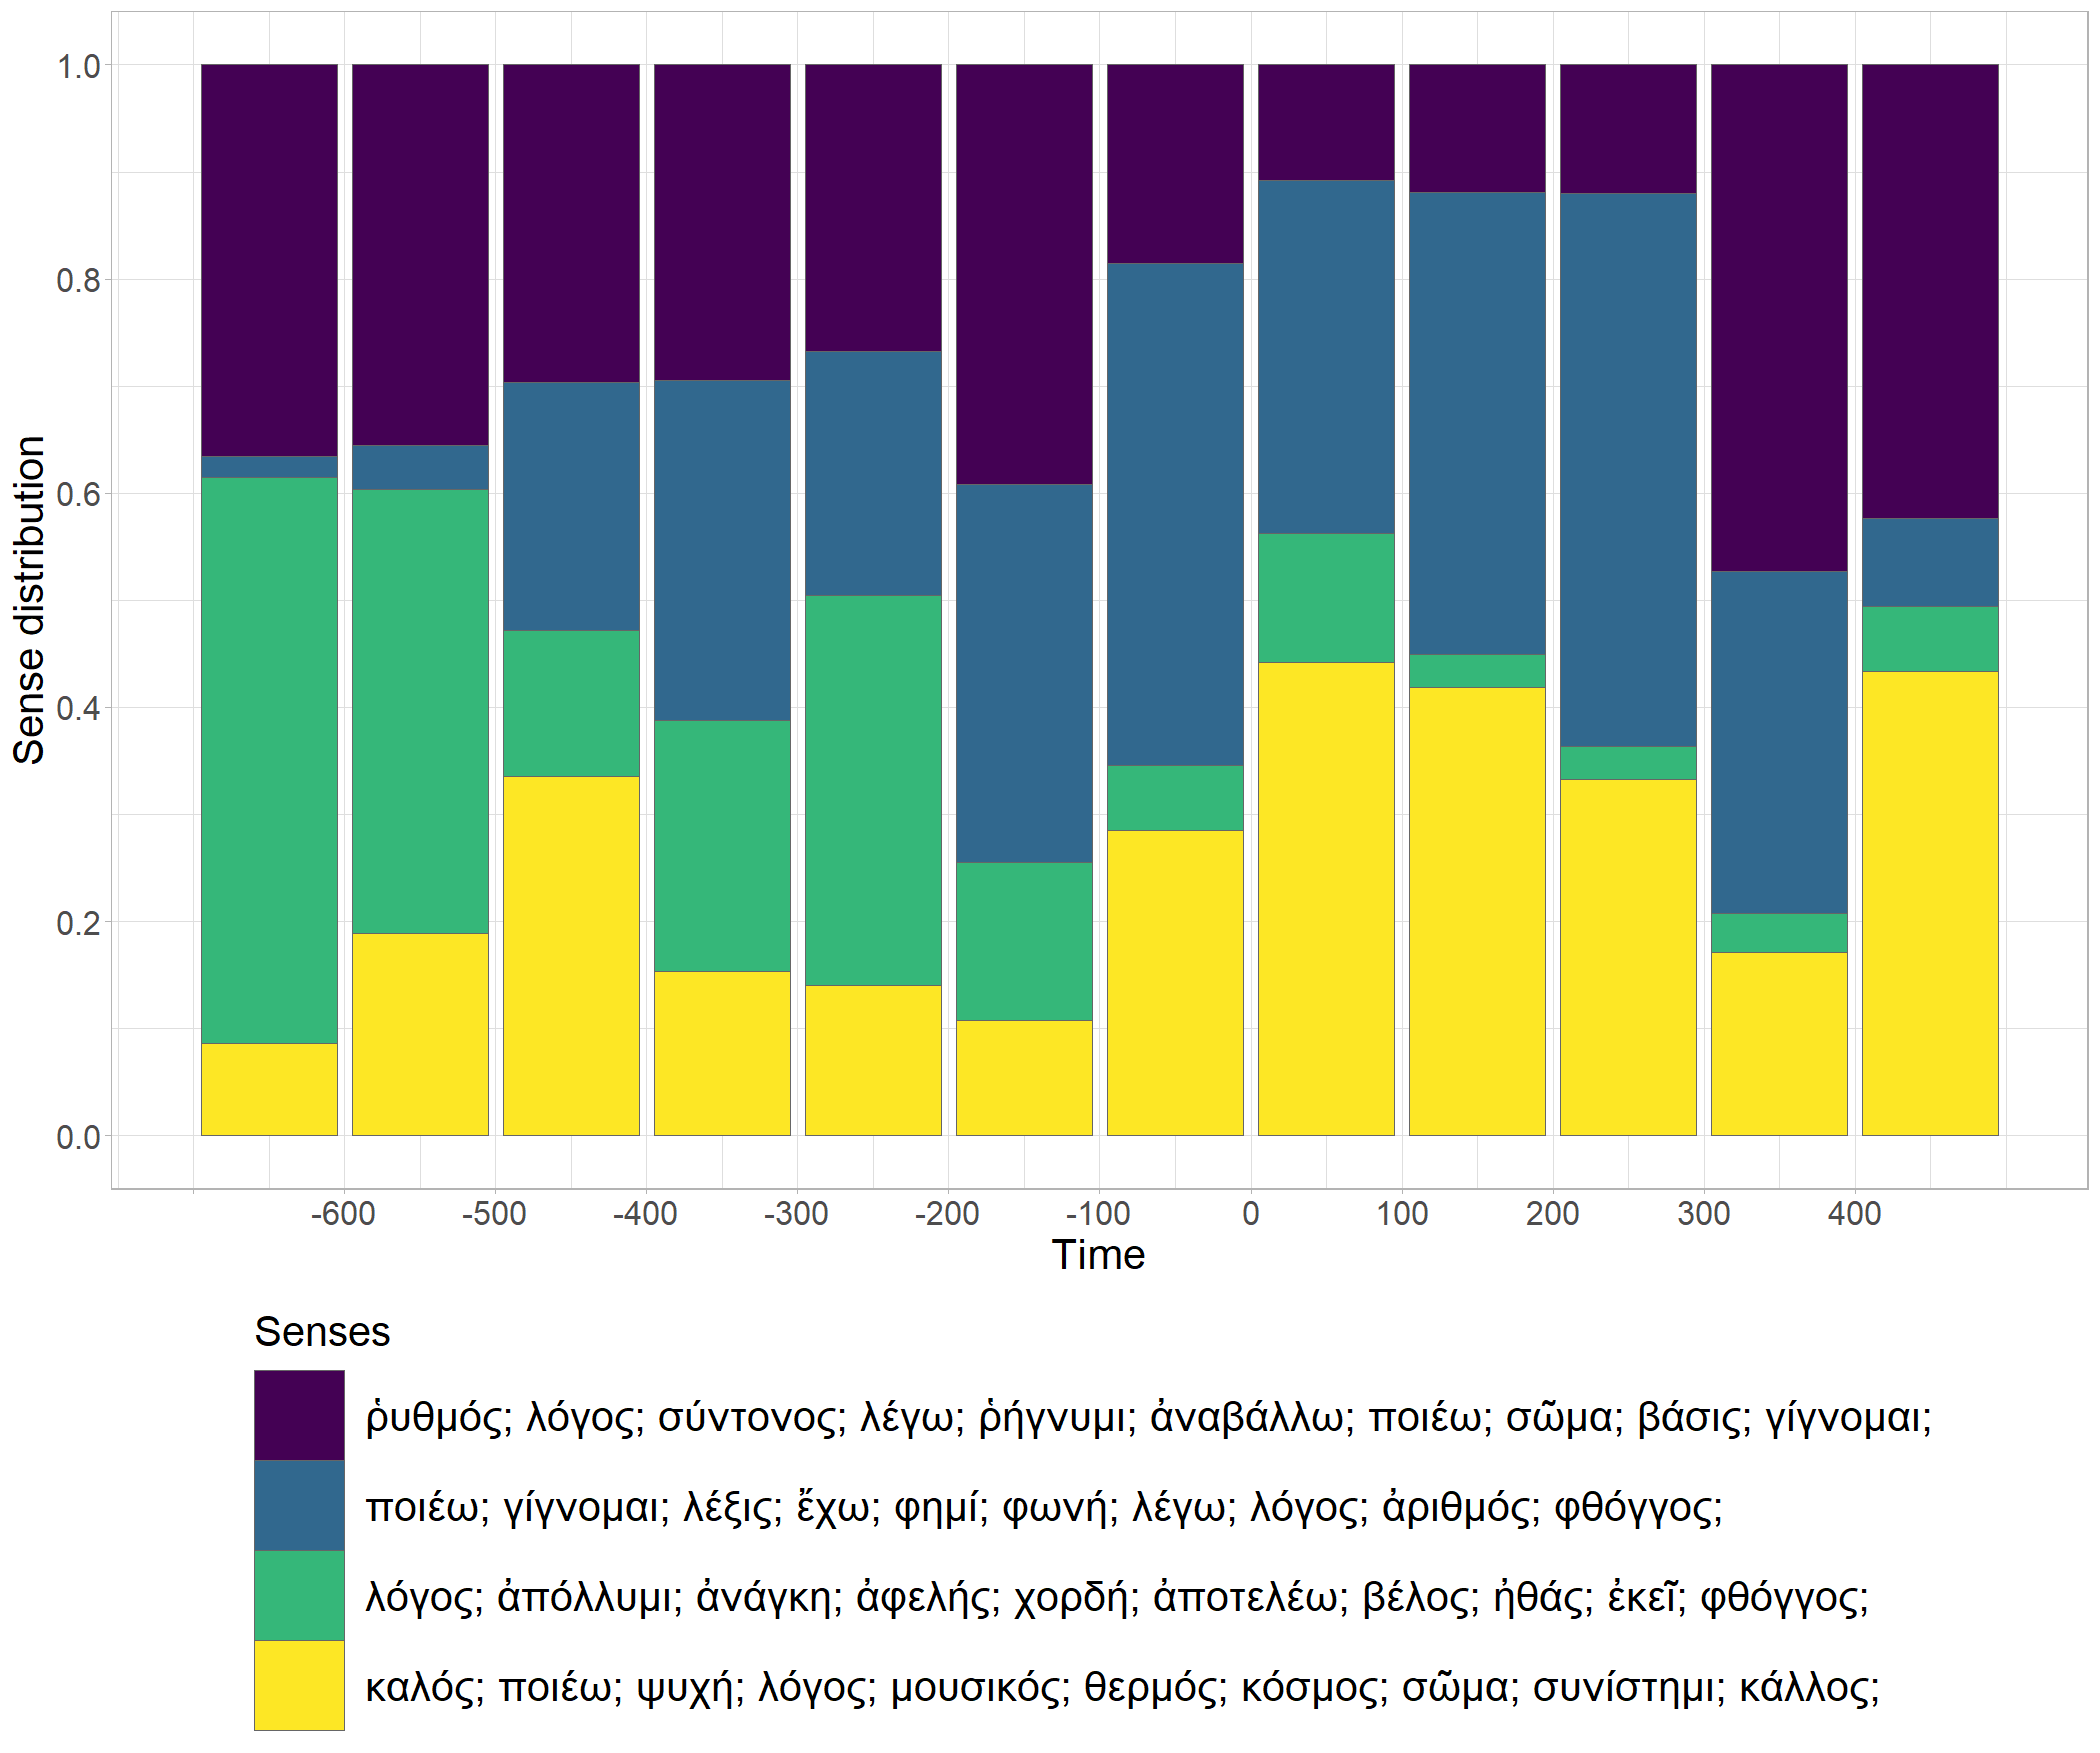 1.0
0.8
0.6
0.4
0.2
0.0
Sense distribution
-600 -500 -400 -300 -200 -100 0 100 200 300 400
Time
Senses
ῥυθμός; λόγος; σύντονος; λέγω; ῥήγνυμι; ἀναβάλλω; ποιέω; σῶμα; βάσις; γίγνομαι;
ποιέω; γίγνομαι; λέξις; ἔχω; φημί; φωνή; λέγω; λόγος; ἀριθμός; φθόγγος;
λόγος; ἀπόλλυμι; ἀνάγκη; ἀφελής; χορδή; ἀποτελέω; βέλος; ἠθάς; ἐκεῖ; φθόγγος;
καλός; ποιέω; ψυχή; λόγος; μουσικός; θερμός; κόσμος; σῶμα; συνίστημι; κάλλος;